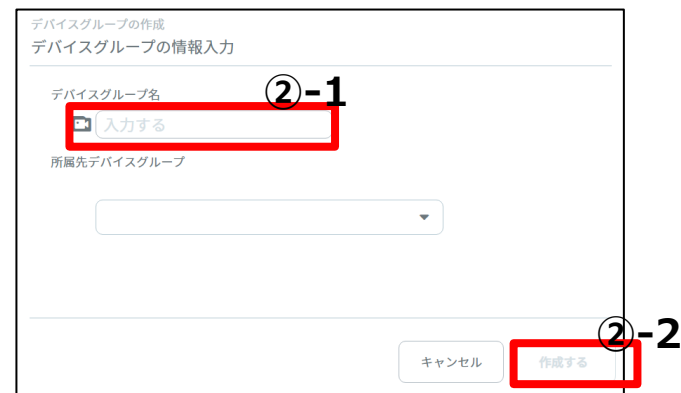 デバイスグループの作成
デバイスグループの情報入力
デバイスグループ名
②-1
入力する
所属先デバイスグループ
②-2
キャンセル
作成する